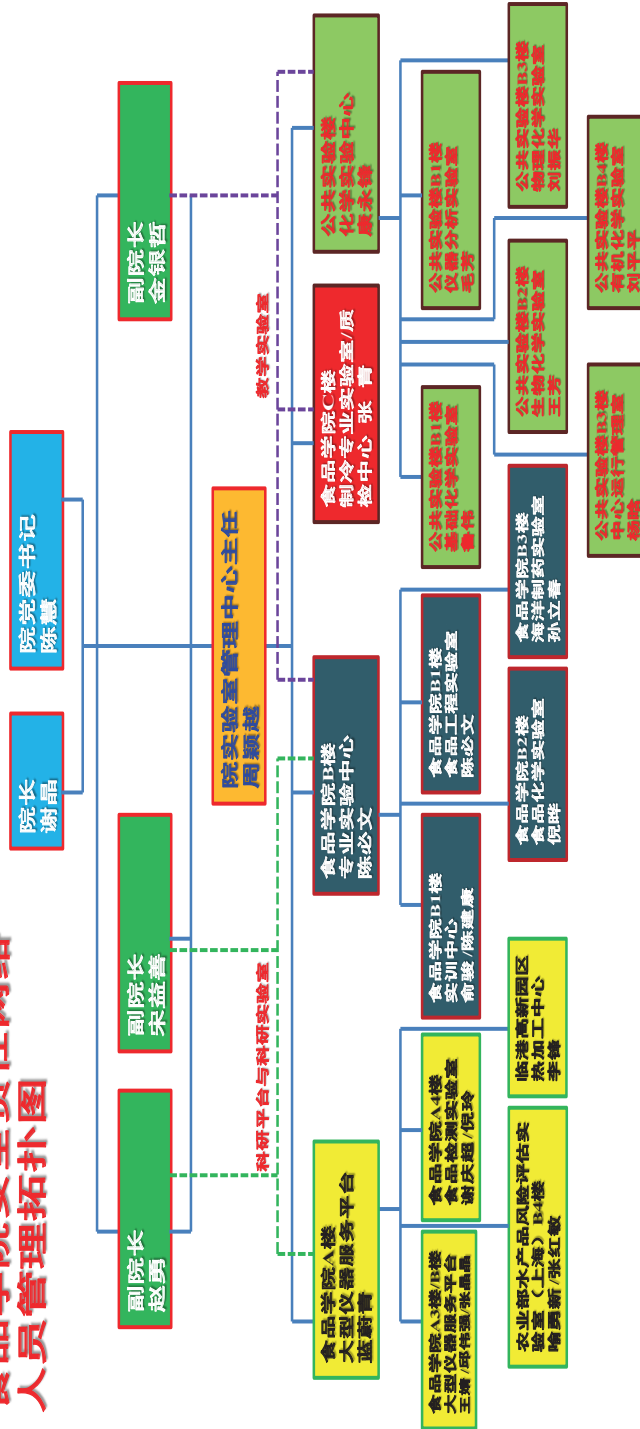 食品学院安全责任网络
人员管理拓扑图
院长
谢晶
院党委书记
陈慧
副院长
赵勇
副院长
宋益善
副院长
金银哲
院实验室管理中心主任
周颖越
科研平台与科研实验室
教学实验室
食品学院A楼
大型仪器服务平台
蓝蔚青
食品学院B楼
专业实验中心
陈必文
食品学院C楼
制冷专业实验室/质
检中心 张 青
公共实验楼
化学实验中心
康永锋
食品学院A3楼/B楼
大型仪器服务平台
王婧/邱伟强/张晶晶
食品学院A4楼
食品检测实验室
谢庆超/倪玲
农业部水产品风险评估实
验室（上海）B4楼
喻勇新/张红敏
临港高新园区
热加工中心
李锋
食品学院B1楼
实训中心
俞骏/陈建康
食品学院B1楼
食品工程实验室
陈必文
食品学院B2楼
食品化学实验室
倪晔
食品学院B3楼
海洋制药实验室
孙立春
公共实验楼B1楼
基础化学实验室
鲁伟
公共实验楼B1楼
仪器分析实验室
毛芳
公共实验楼B2楼
生物化学实验室
王芳
公共实验楼B3楼
物理化学实验室
刘振华
公共实验楼B3楼
中心运行管理室
公共实验楼B4楼
有机化学实验室
刘平平